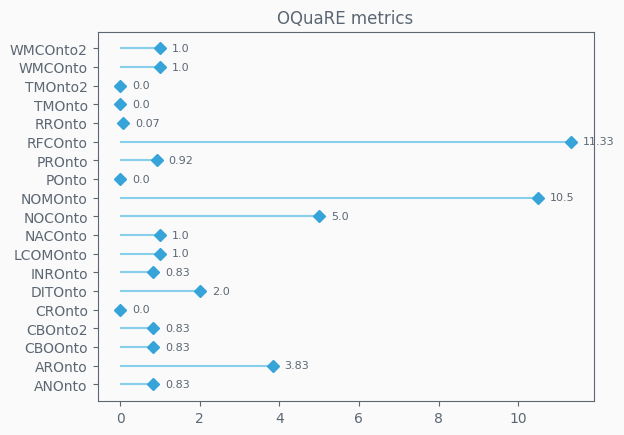 OQuaRE metrics
WMCOnto2 1.0
WMCOnto 1.0
TMOnto2 0.0
TMOnto 0.0
RROnto 0.07
RFCOnto 11.33
PROnto 0.92
POnto 0.0
NOMOnto 10.5
NOCOnto 5.0
NACOnto 1.0
LCOMOnto 1.0
INROnto 0.83
DITOnto 2.0
CROnto 0.0
CBOnto2 0.83
CBOOnto 0.83
AROnto 3.83
ANOnto 0.83
0 2 4 6 8 10